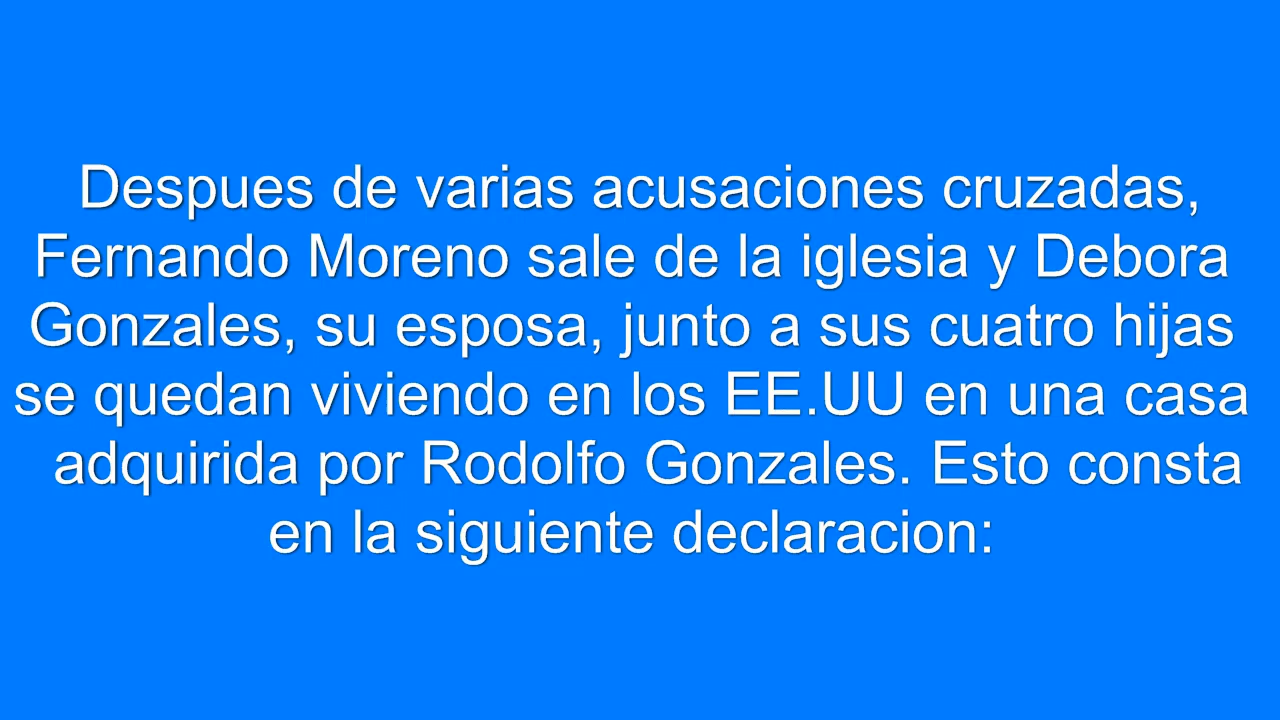 Despues de varias acusaciones cruzadas,
Fernando Moreno sale de la iglesia y Debora
Gonzales, su esposa, junto a sus cuatro hijas
se quedan viviendo en los EE.UU en una casa
adquirida por Rodolfo Gonzales. Esto consta
en la siguiente declaracion: